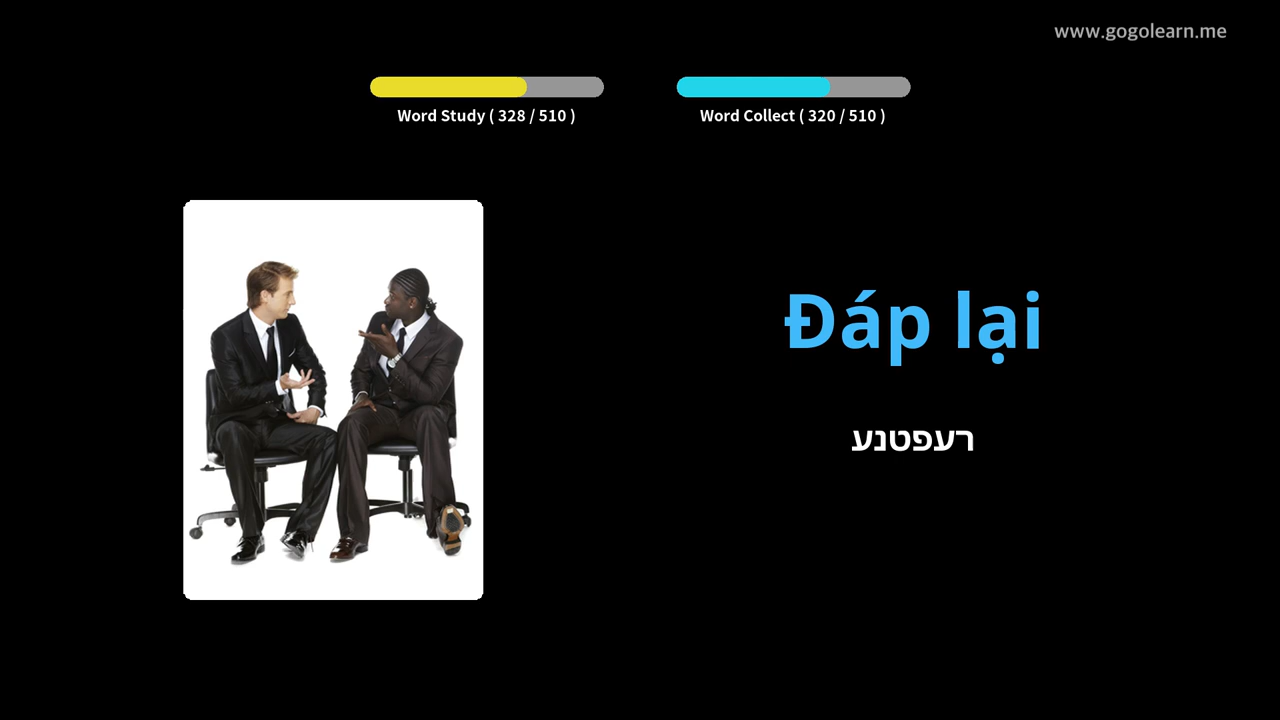 www.gogolearn.me
Word Study ( 328 / 510 )
Word Collect ( 320 / 510 )
Đáp lại
רעפטנע